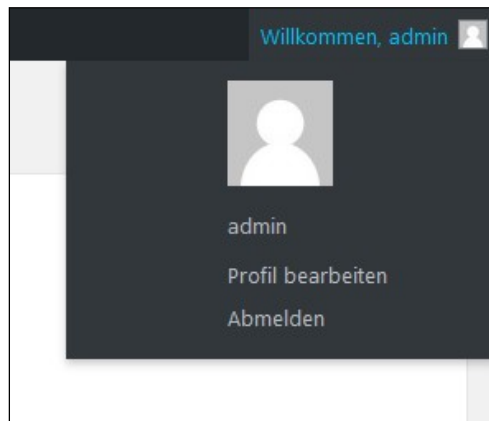 Willkommen, admin
admin
Profil bearbeiten
Abmelden